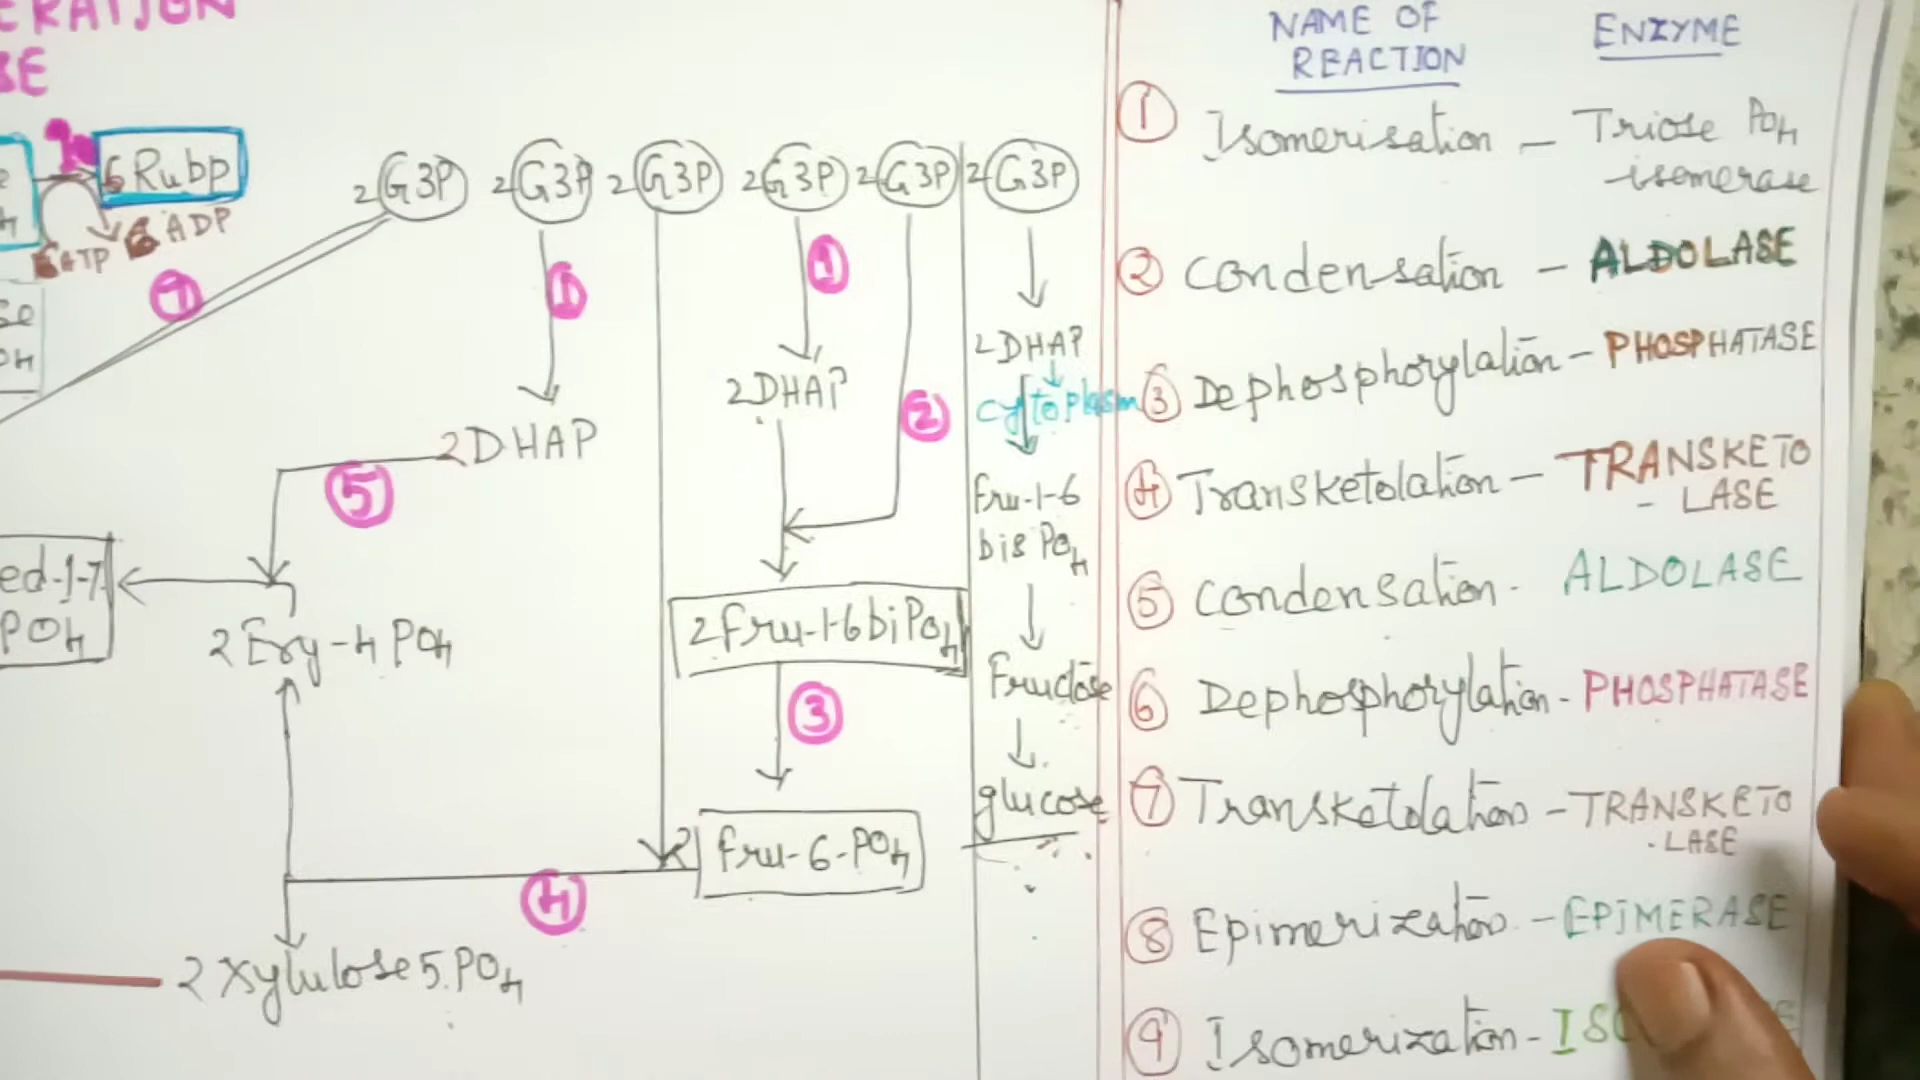 ERATION
SE
6 Rubp
6 ATP
6 ADP
7
2 G3P
2 G3P
2 G3P
2 G3P
2 G3P
2 G3P
1
1
2 DHAP
2 DHAP
2 DHAP
cytoplasm
2
5
Fru-1-6
bis PO4
Fructose
glucose
ed-1-7
PO4
2 Ery-4 PO4
2 Fru-1-6 bi PO4
3
2 Fru-6-PO4
4
2 Xylulose 5.PO4
NAME OF
REACTION
ENZYME
1 Isomerisation - Triose PO4
isomerase
2 Condensation - ALDOLASE
3 Dephosphorylation - PHOSPHATASE
4 Transketolation - TRANSKETO
- LASE
5 Condensation - ALDOLASE
6 Dephosphorylation - PHOSPHATASE
7 Transketolation - TRANSKETO
- LASE
8 Epimerization - EPIMERASE
9 Isomerization -